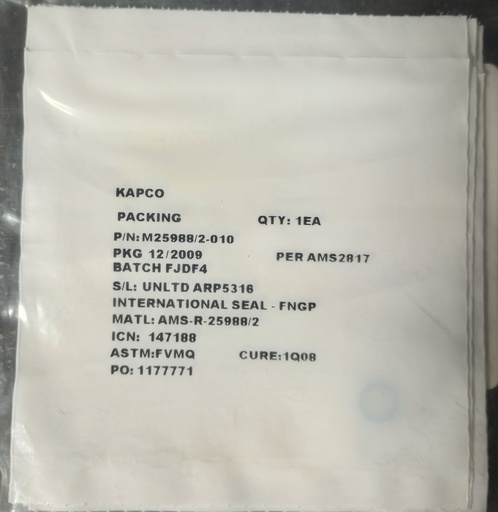 KAPCO
PACKING QTY: 1EA
P/N: M25988/2-010
PKG 12/2009 PER AMS2817
BATCH FJDF4
S/L: UNLTD ARP5316
INTERNATIONAL SEAL - FNGP
MATL: AMS-R-25988/2
ICN: 147188
ASTM:FVMQ CURE:1Q08
PO: 1177771